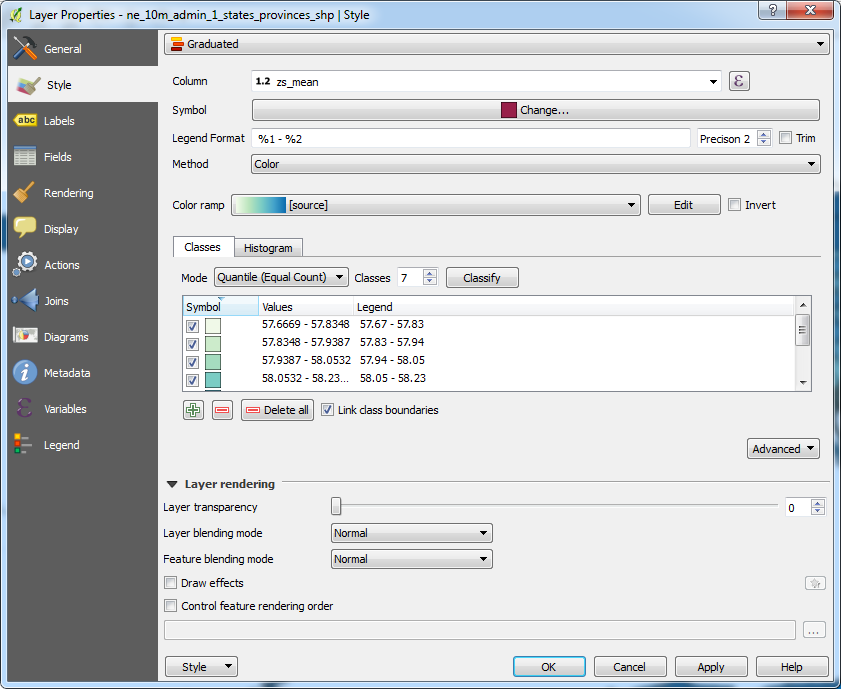 Layer Properties - ne_10m_admin_1_states_provinces_shp | Style
General
Style
Labels
Fields
Rendering
Display
Actions
Joins
Diagrams
Metadata
Variables
Legend
Graduated
Column 1.2 zs_mean ε
Symbol Change...
Legend Format %1 - %2 Precison 2 Trim
Method Color
Color ramp [source] Edit Invert
Classes Histogram
Mode Quantile (Equal Count) Classes 7 Classify
Symbol Values Legend
57.6669 - 57.8348 57.67 - 57.83
57.8348 - 57.9387 57.83 - 57.94
57.9387 - 58.0532 57.94 - 58.05
58.0532 - 58.23... 58.05 - 58.23
Delete all Link class boundaries
Advanced
Layer rendering
Layer transparency 0
Layer blending mode Normal
Feature blending mode Normal
Draw effects
Control feature rendering order
...
Style OK Cancel Apply Help